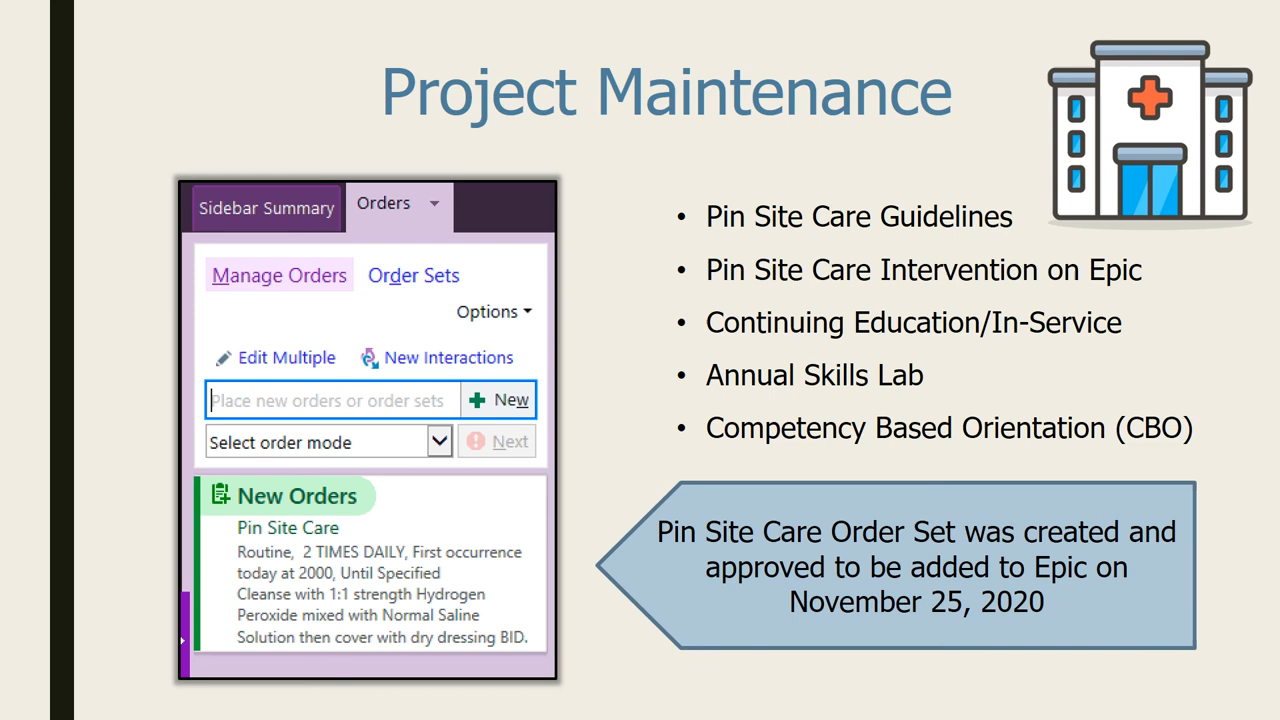 Project Maintenance
Sidebar Summary
Orders
Manage Orders
Order Sets
Options
Edit Multiple
New Interactions
Place new orders or order sets
New
Select order mode
Next
New Orders
Pin Site Care
Routine, 2 TIMES DAILY, First occurrence
today at 2000, Until Specified
Cleanse with 1:1 strength Hydrogen
Peroxide mixed with Normal Saline
Solution then cover with dry dressing BID.
• Pin Site Care Guidelines
• Pin Site Care Intervention on Epic
• Continuing Education/In-Service
• Annual Skills Lab
• Competency Based Orientation (CBO)
Pin Site Care Order Set was created and
approved to be added to Epic on
November 25, 2020